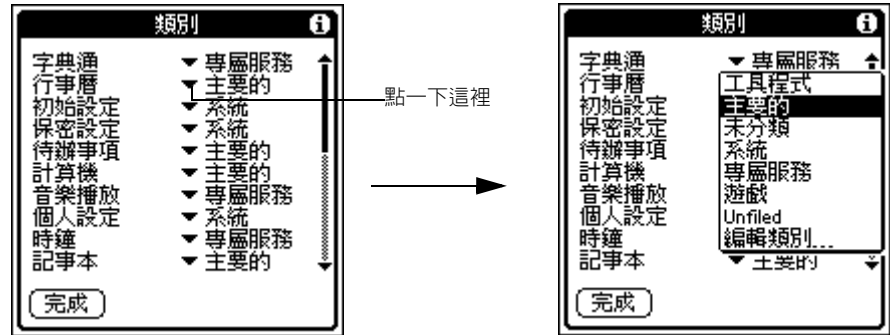 類別
字典通 專屬服務
行事曆 主要的
初始設定 系統
保密設定 系統
待辦事項 主要的
計算機 主要的
音樂播放 專屬服務
個人設定 系統
時鐘 專屬服務
記事本 主要的
完成
點一下這裡
類別
字典通 專屬服務
行事曆 工具程式
初始設定 主要的
保密設定 未分類
待辦事項 系統
計算機 專屬服務
音樂播放 遊戲
個人設定 Unfiled
時鐘 編輯類別...
記事本 主要的
完成